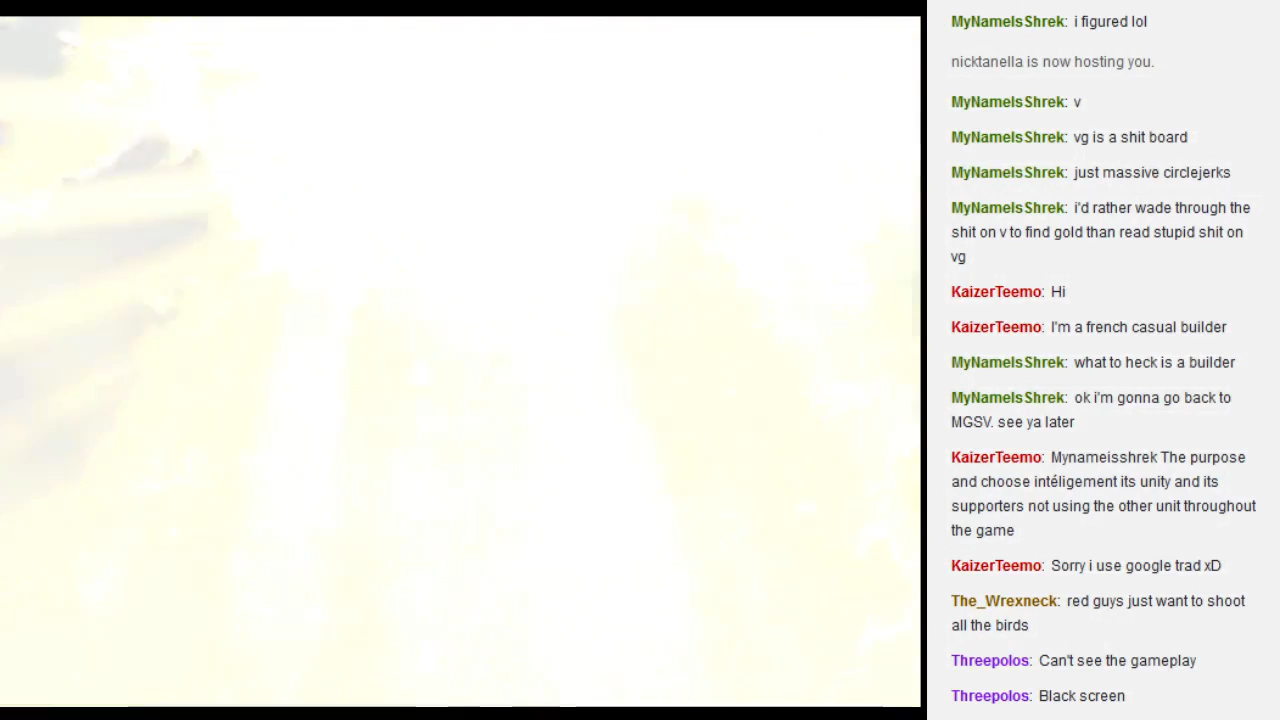 MyNameIsShrek: i figured lol
nicktanella is now hosting you.
MyNameIsShrek: v
MyNameIsShrek: vg is a shit board
MyNameIsShrek: just massive circlejerks
MyNameIsShrek: i'd rather wade through the
shit on v to find gold than read stupid shit on
vg
KaizerTeemo: Hi
KaizerTeemo: I'm a french casual builder
MyNameIsShrek: what to heck is a builder
MyNameIsShrek: ok i'm gonna go back to
MGSV. see ya later
KaizerTeemo: Mynameisshrek The purpose
and choose intéligement its unity and its
supporters not using the other unit throughout
the game
KaizerTeemo: Sorry i use google trad xD
The_Wrexneck: red guys just want to shoot
all the birds
Threepolos: Can't see the gameplay
Threepolos: Black screen